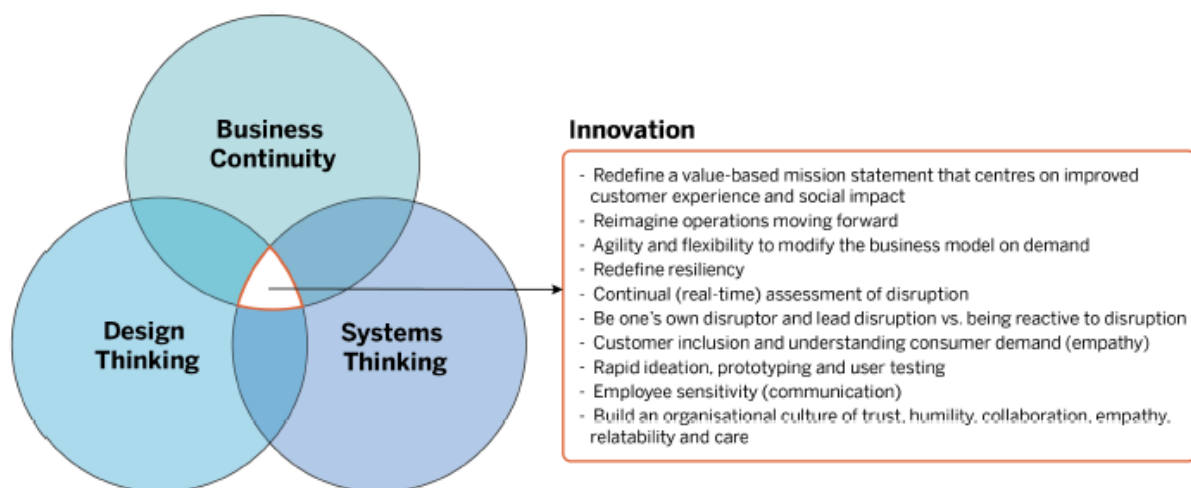 Business
Continuity
Design
Thinking
Systems
Thinking
Innovation
- Redefine a value-based mission statement that centres on improved
customer experience and social impact
- Reimagine operations moving forward
- Agility and flexibility to modify the business model on demand
- Redefine resiliency
- Continual (real-time) assessment of disruption
- Be one's own disruptor and lead disruption vs. being reactive to disruption
- Customer inclusion and understanding consumer demand (empathy)
- Rapid ideation, prototyping and user testing
- Employee sensitivity (communication)
- Build an organisational culture of trust, humility, collaboration, empathy,
relatability and care